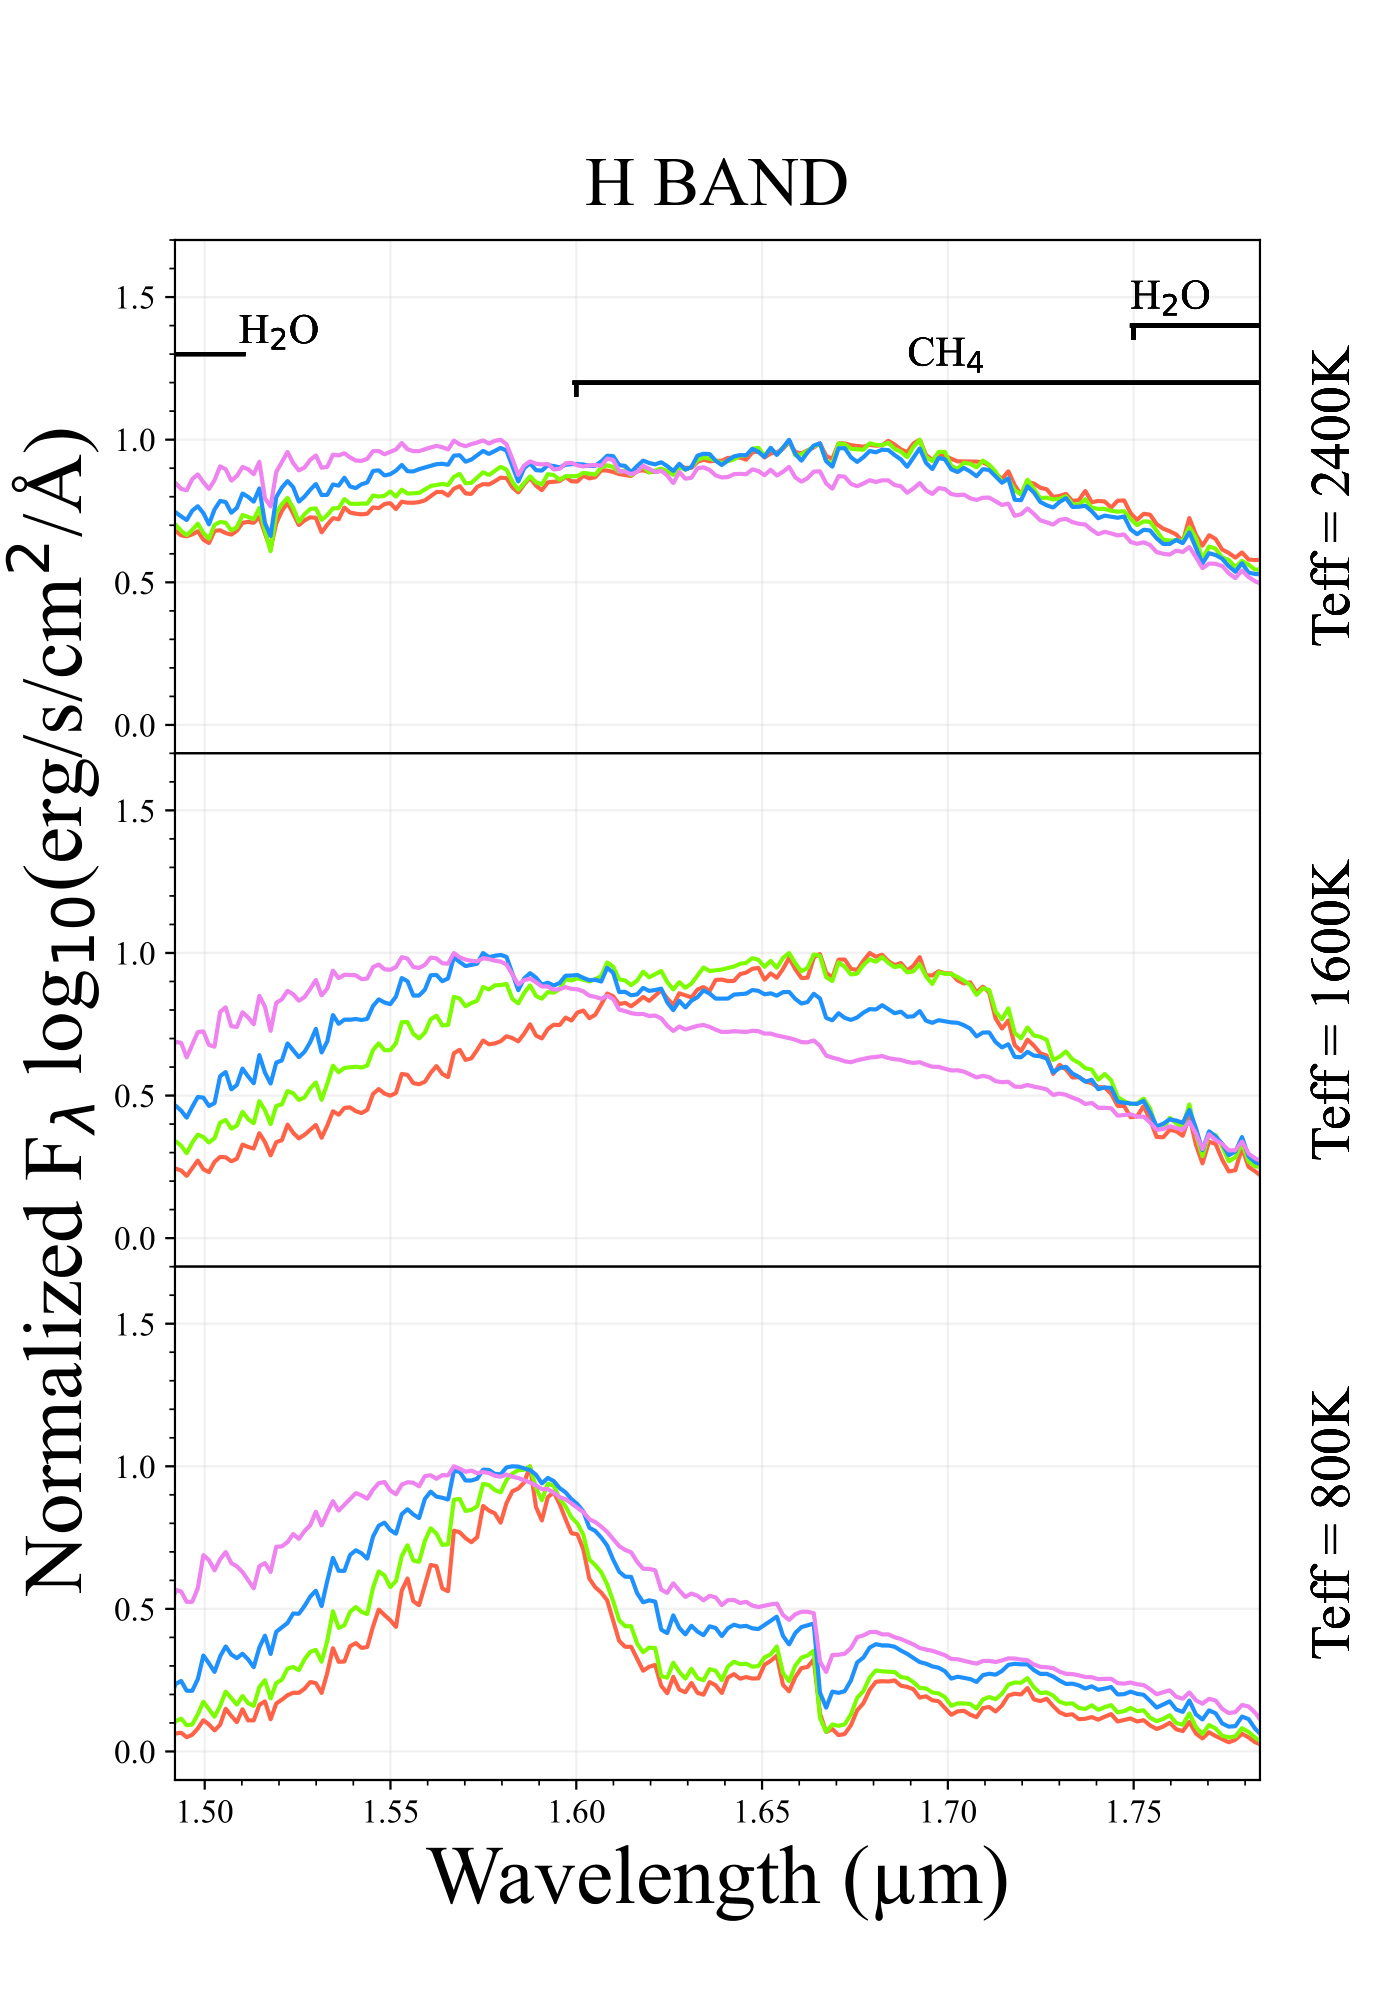 H BAND
1.5
H₂O
H₂O
CH₄
1.0
0.5
0.0
Teff = 2400K
1.5
1.0
0.5
0.0
Teff = 1600K
1.5
1.0
0.5
0.0
Teff = 800K
Normalized F𝜆 log₁₀(erg/s/cm²/Å)
1.50 1.55 1.60 1.65 1.70 1.75
Wavelength (µm)